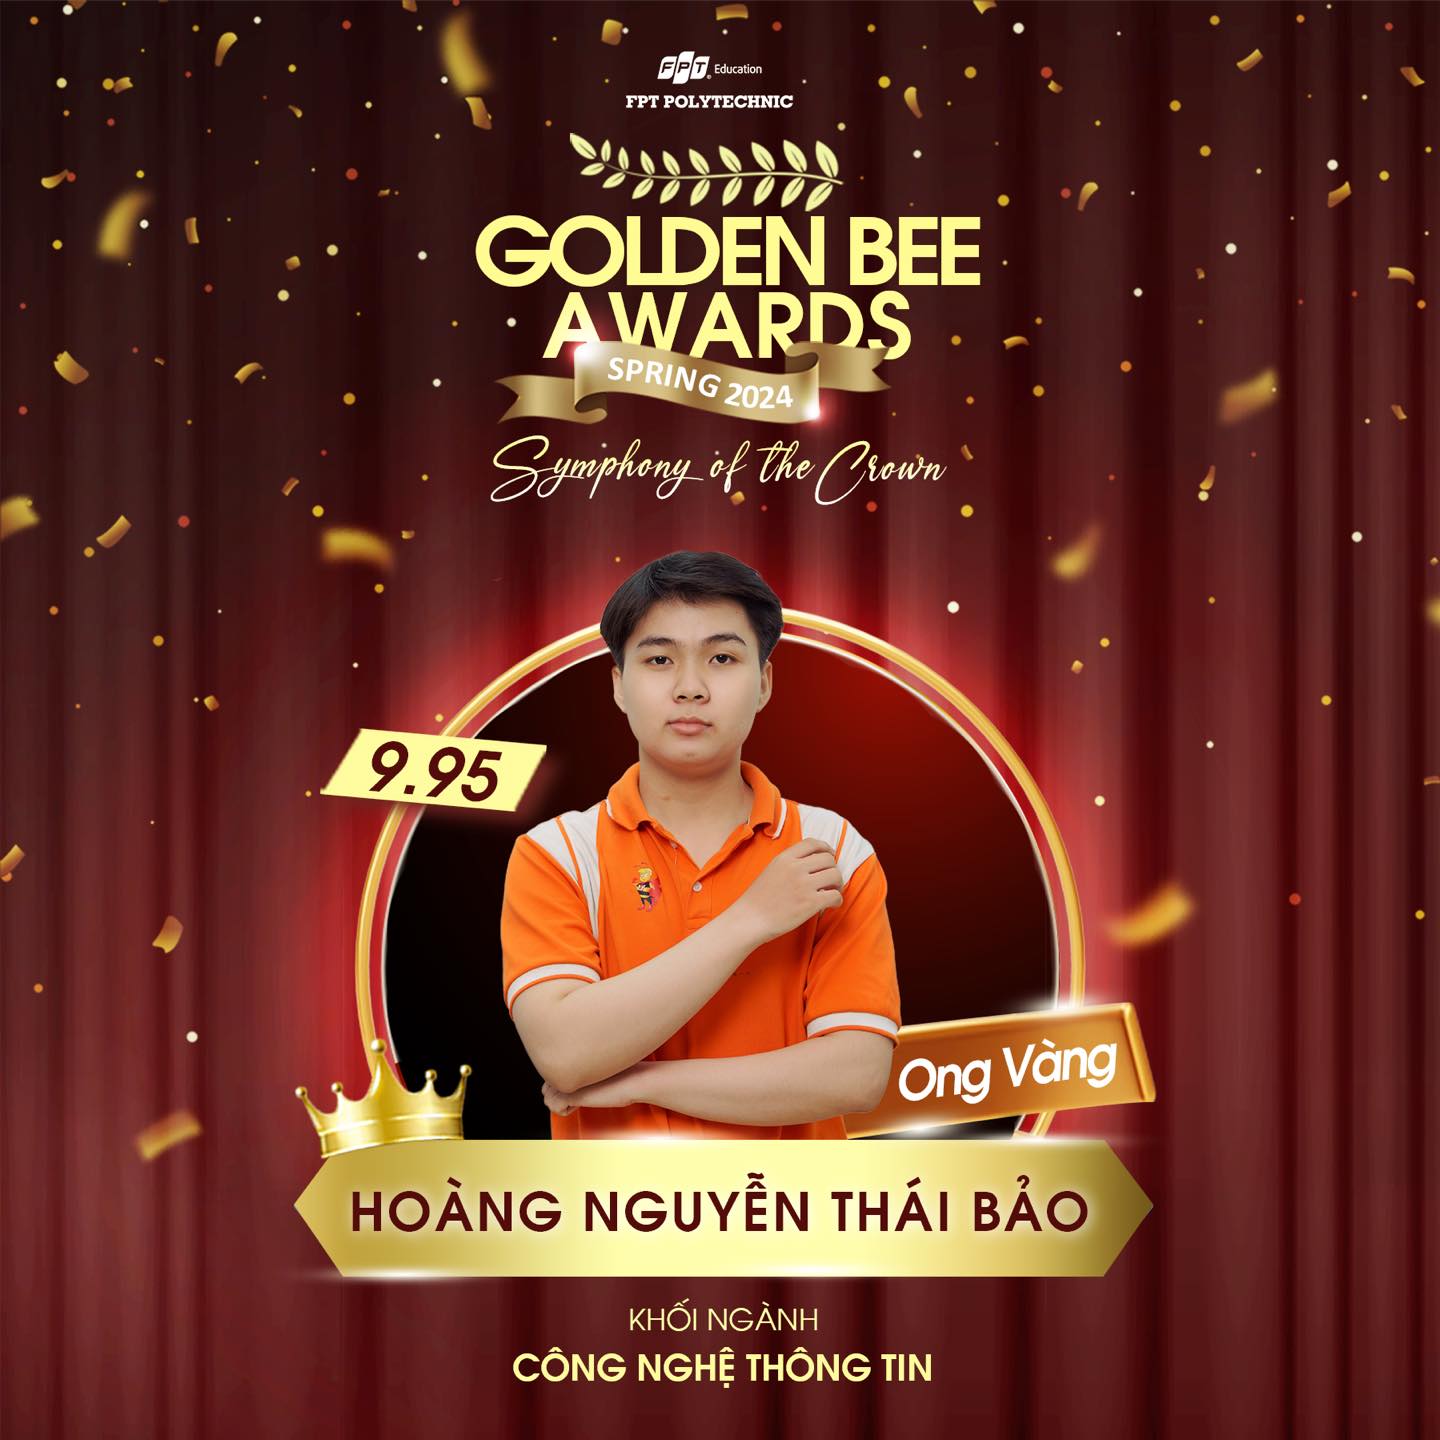 FPT Education
FPT POLYTECHNIC
GOLDEN BEE
AWARDS
SPRING 2024
Symphony of the Crown
9.95
Ong Vàng
HOÀNG NGUYỄN THÁI BẢO
KHỐI NGÀNH
CÔNG NGHỆ THÔNG TIN